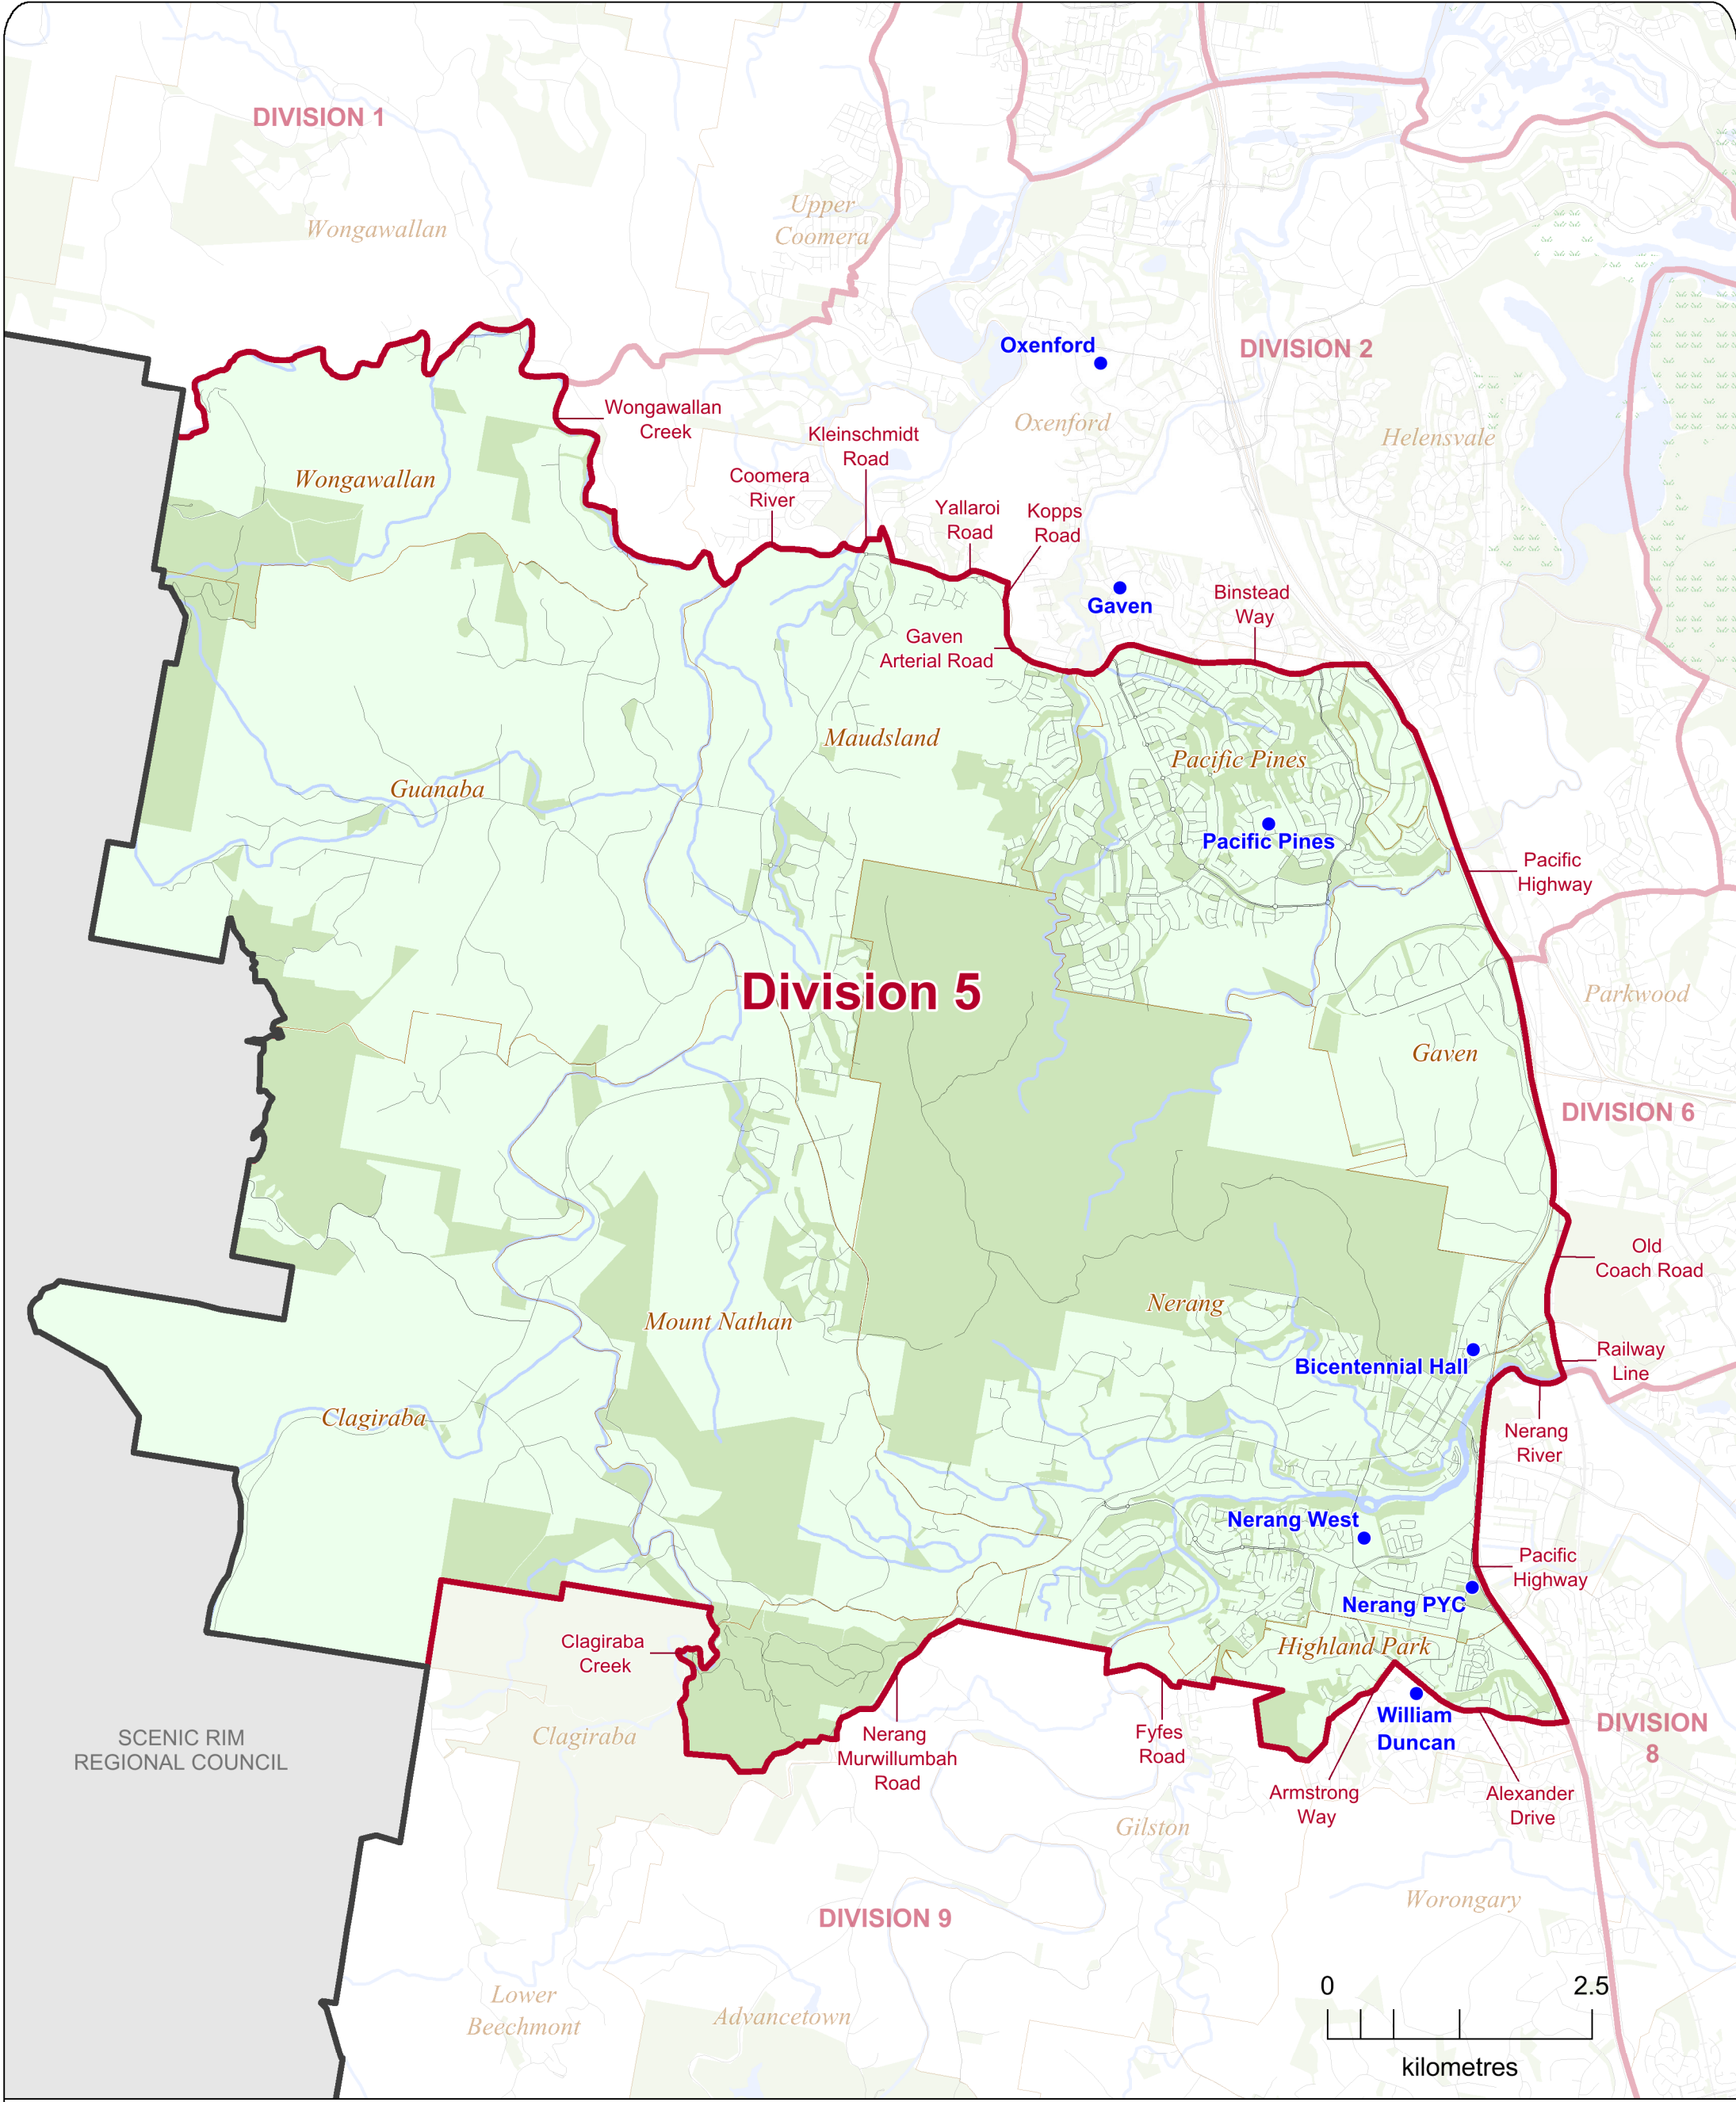 DIVISION 1
Wongawallan
Upper
Coomera
Oxenford
DIVISION 2
Wongawallan
Creek
Oxenford
Helensvale
Kleinschmidt
Road
Wongawallan
Coomera
River
Yallaroi
Road
Kopps
Road
Gaven
Binstead
Way
Gaven
Arterial Road
Maudsland
Pacific Pines
Guanaba
Pacific Pines
Pacific
Highway
Division 5
Parkwood
Gaven
DIVISION 6
Old
Coach Road
Nerang
Mount Nathan
Bicentennial Hall
Railway
Line
Clagiraba
Nerang
River
Nerang West
Pacific
Highway
Nerang PYC
Clagiraba
Creek
Highland Park
SCENIC RIM
REGIONAL COUNCIL
Clagiraba
Nerang
Murwillumbah
Road
Fyfes
Road
William
Duncan
DIVISION
8
Armstrong
Way
Alexander
Drive
Gilston
Worongary
DIVISION 9
Lower
Beechmont
Advancetown
0 2.5
kilometres